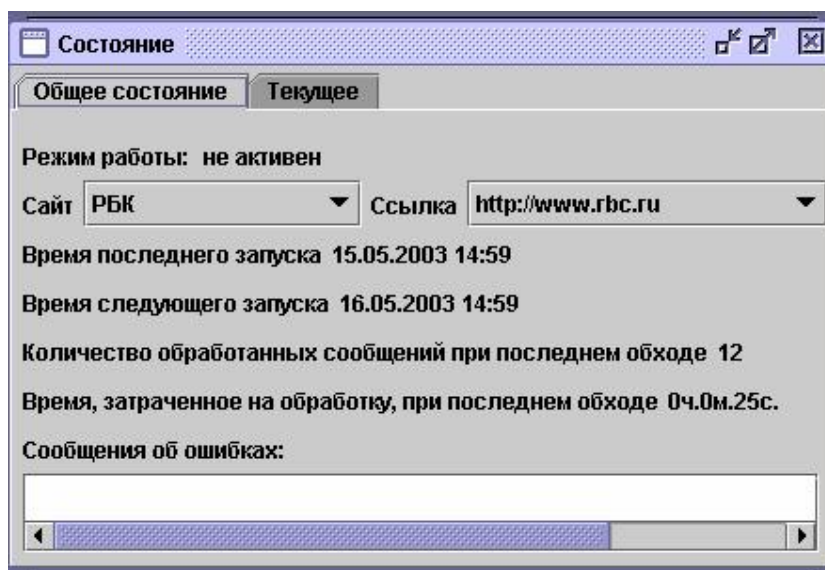 Состояние
Общее состояние Текущее
Режим работы: не активен
Сайт РБК Ссылка http://www.rbc.ru
Время последнего запуска 15.05.2003 14:59
Время следующего запуска 16.05.2003 14:59
Количество обработанных сообщений при последнем обходе 12
Время, затраченное на обработку, при последнем обходе 0ч.0м.25с.
Сообщения об ошибках: